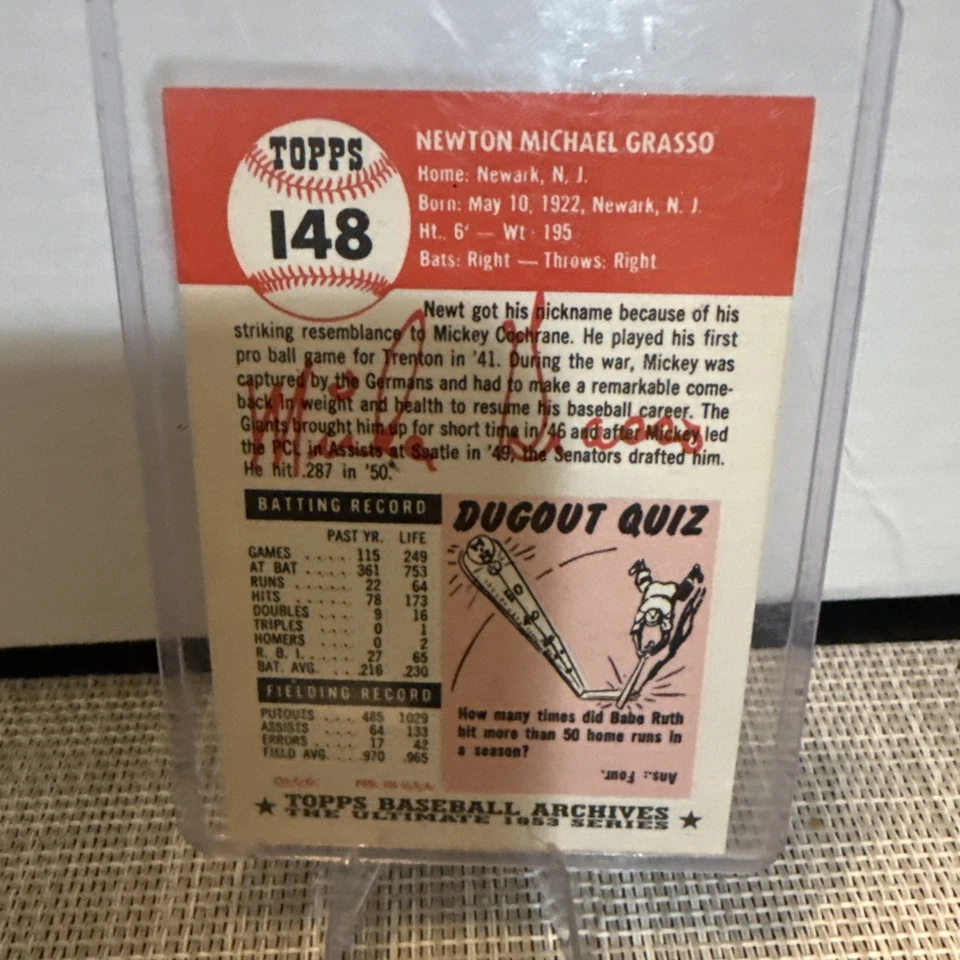 TOPPS
148
NEWTON MICHAEL GRASSO
Home: Newark, N. J.
Born: May 10, 1922, Newark, N. J.
Ht. 6' — Wt 195
Bats: Right — Throws: Right
Newt got his nickname because of his
striking resemblance to Mickey Cochrane. He played his first
pro ball game for Trenton in '41. During the war, Mickey was
captured by the Germans and had to make a remarkable come-
back in weight and health to resume his baseball career. The
Giants brought him up for short time in '46 and after Mickey led
the PCL in Assists at Seatle in '49, the Senators drafted him.
He hit .287 in '50.
BATTING RECORD
PAST YR. LIFE
GAMES ..... 115 249
AT BAT ..... 361 753
RUNS ...... 22 64
HITS ...... 78 173
DOUBLES .... 9 16
TRIPLES .... 0 1
HOMERS .... 0 2
R. B. I. .... 27 65
BAT. AVG. ... .216 .230
FIELDING RECORD
PUTOUTS .... 485 1029
ASSISTS .... 64 133
ERRORS .... 17 42
FIELD AVG. .970 .965
DUGOUT QUIZ
How many times did Babe Ruth
hit more than 50 home runs in
a season?
Ans.: Four.
★ TOPPS BASEBALL ARCHIVES ★
THE ULTIMATE 1953 SERIES